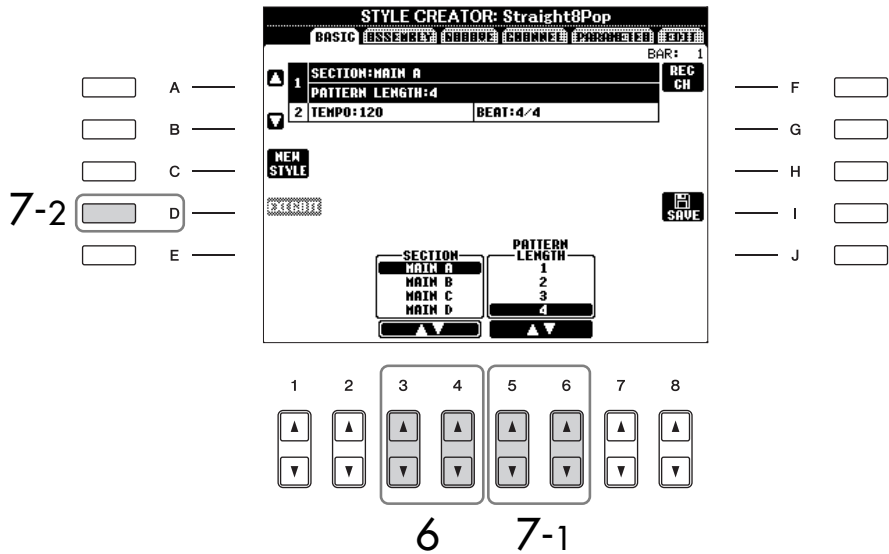 STYLE CREATOR: Straight8Pop
BASIC ASSEMBLY GROOVE CHANNEL PARAMETER EDIT
BAR: 1
1 SECTION:MAIN A
PATTERN LENGTH:4
REC CH
2 TEMPO:120 BEAT:4/4
NEW STYLE
EXECUTE
SAVE
A
B
C
7-2 D
E
F
G
H
I
J
SECTION
MAIN A
MAIN B
MAIN C
MAIN D
PATTERN LENGTH
1
2
3
4
1 2 3 4 5 6 7 8
6 7-1